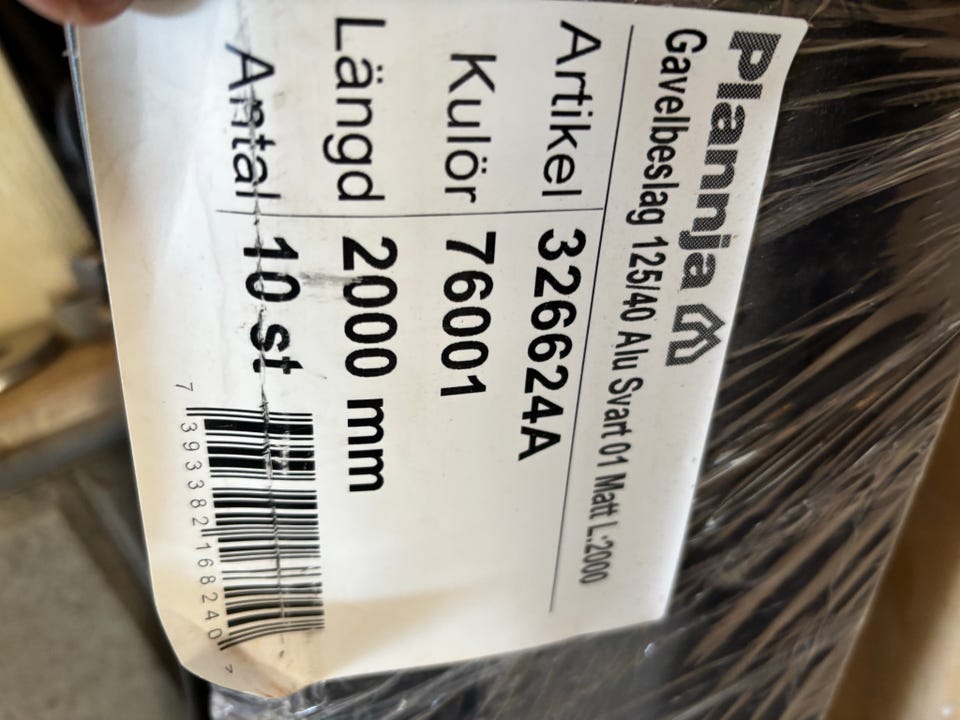 Plannja
Gavelbeslag 125/40 Alu Svart 01 Matt L:2000
Artikel 326624A
Kulör 76001
Längd 2000 mm
Antal 10 st
7 393382 168240 >